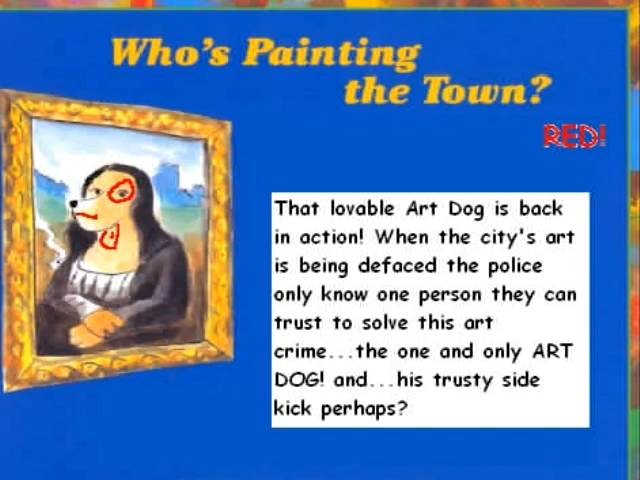 Who's Painting
the Town?
RED!
That lovable Art Dog is back
in action! When the city's art
is being defaced the police
only know one person they can
trust to solve this art
crime...the one and only ART
DOG! and...his trusty side
kick perhaps?